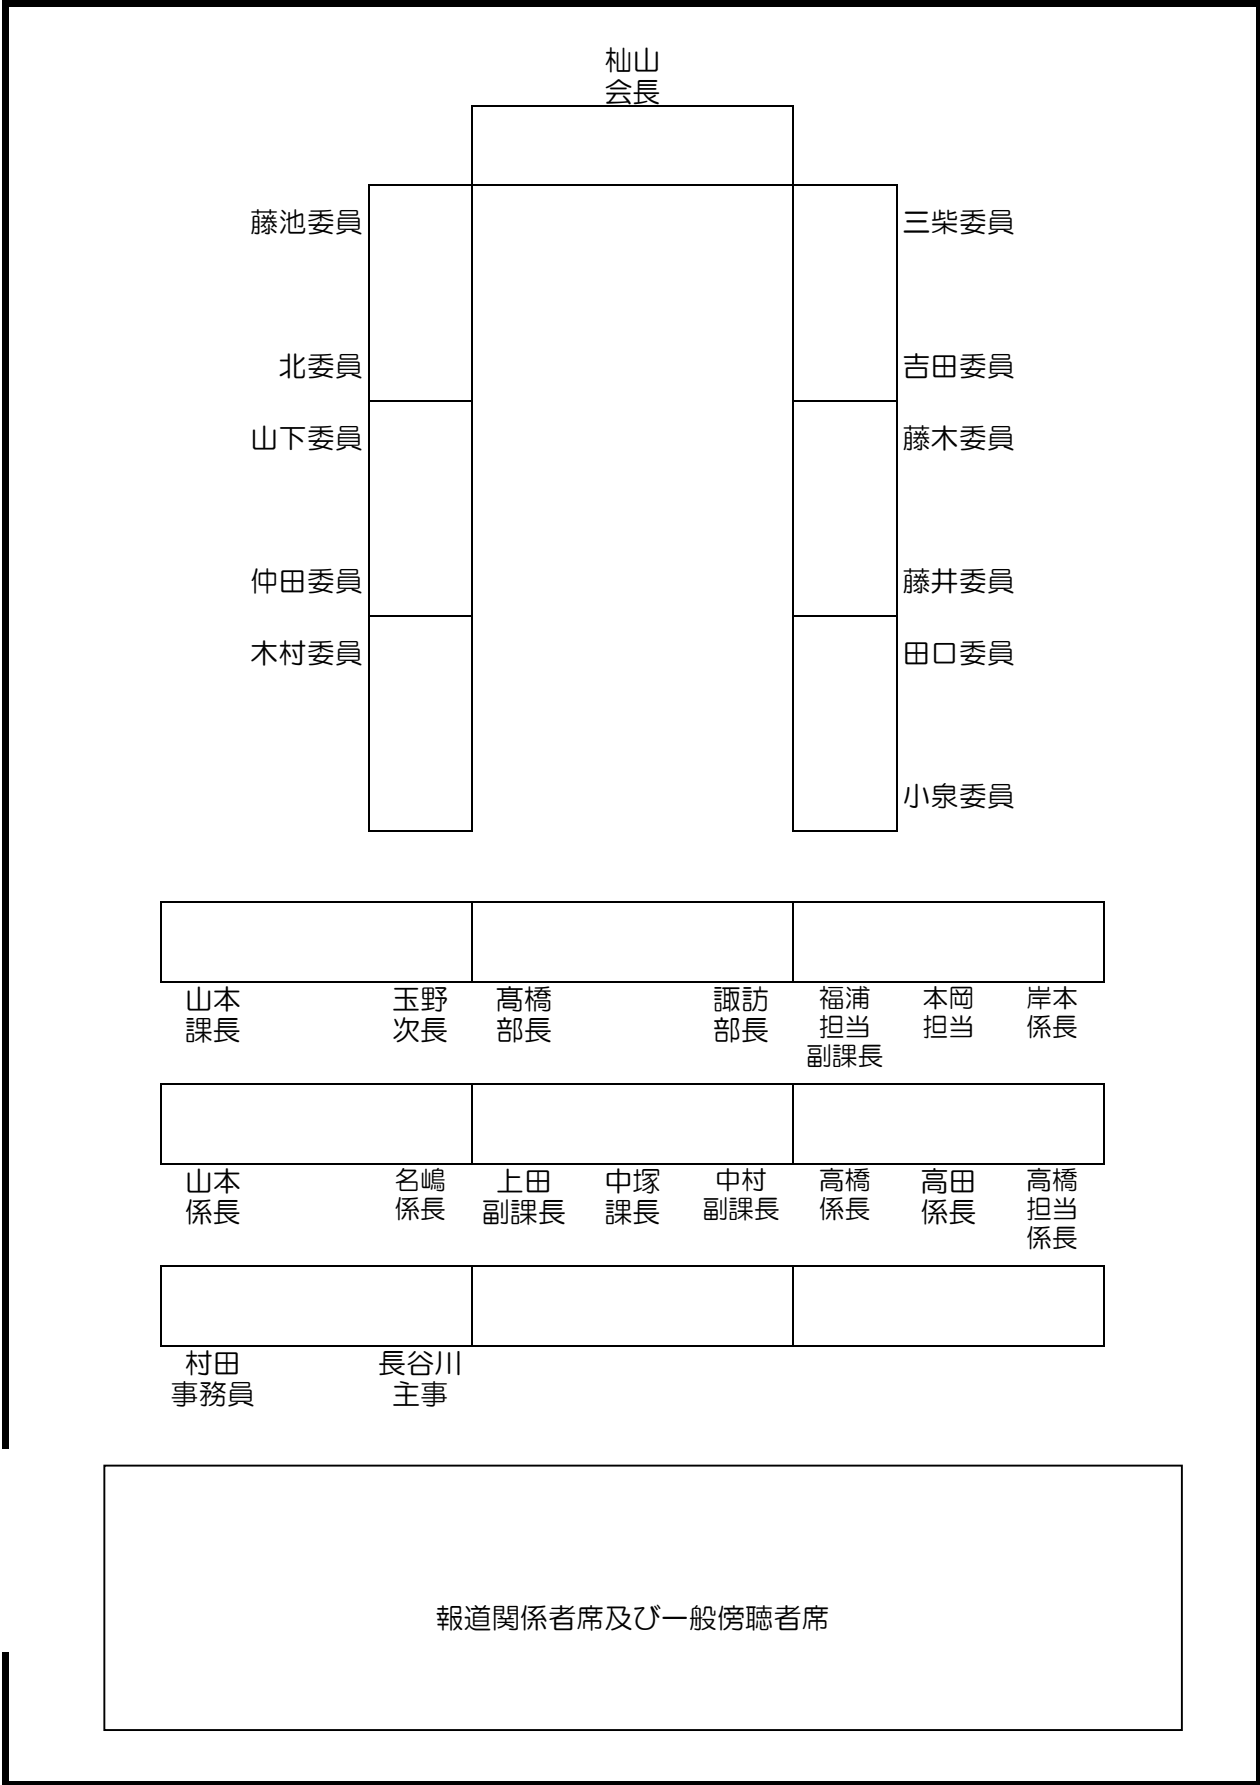 杣山
会長
藤池委員
三柴委員
北委員
吉田委員
山下委員
藤木委員
仲田委員
藤井委員
木村委員
田口委員
小泉委員
山本
課長
玉野
次長
髙橋
部長
諏訪
部長
福浦
担当
副課長
本岡
担当
岸本
係長
山本
係長
名嶋
係長
上田
副課長
中塚
課長
中村
副課長
高橋
係長
高田
係長
高橋
担当
係長
村田
事務員
長谷川
主事
報道関係者席及び一般傍聴者席